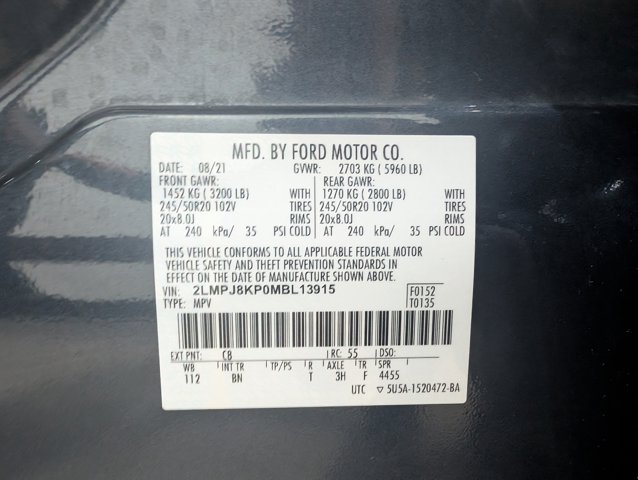 MFD. BY FORD MOTOR CO.
DATE: 08/21 GVWR: 2703 KG ( 5960 LB)
FRONT GAWR: REAR GAWR:
1452 KG ( 3200 LB) WITH 1270 KG ( 2800 LB) WITH
245/50R20 102V TIRES 245/50R20 102V TIRES
20x8.0J RIMS 20x8.0J RIMS
AT 240 kPa/ 35 PSI COLD AT 240 kPa/ 35 PSI COLD
THIS VEHICLE CONFORMS TO ALL APPLICABLE FEDERAL MOTOR
VEHICLE SAFETY AND THEFT PREVENTION STANDARDS IN
EFFECT ON THE DATE OF MANUFACTURE SHOWN ABOVE.
VIN: 2LMPJ8KP0MBL13915 F0152
TYPE: MPV T0135
EXT PNT: CB RC: 55 DSO:
WB INT TR TP/PS R AXLE TR SPR
112 BN T 3H F 4455
UTC ▽ 5U5A-1520472-BA